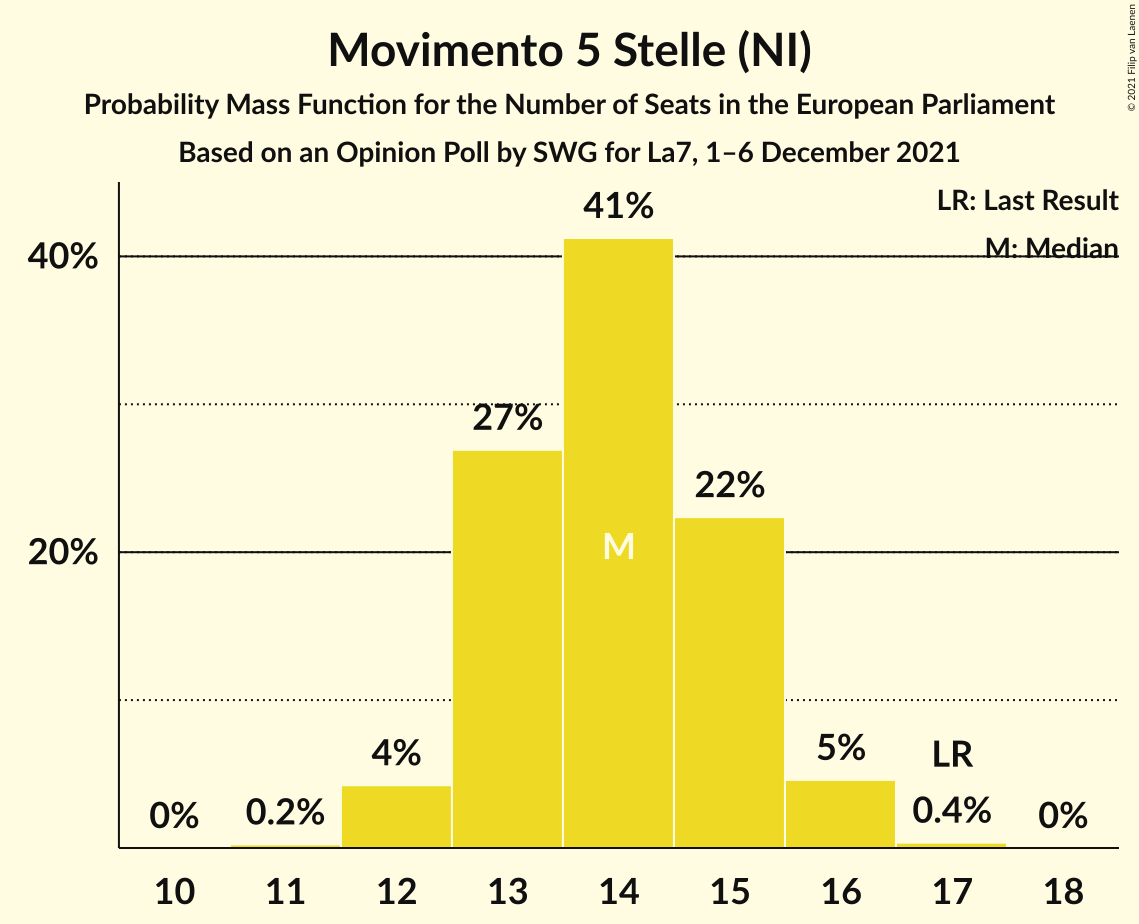 Movimento 5 Stelle (NI)
Probability Mass Function for the Number of Seats in the European Parliament
Based on an Opinion Poll by SWG for La7, 1–6 December 2021
© 2021 Filip van Laenen
LR: Last Result
M: Median
40%
20%
0%
0.2%
4%
27%
41%
M
22%
5%
LR
0.4%
0%
10 11 12 13 14 15 16 17 18